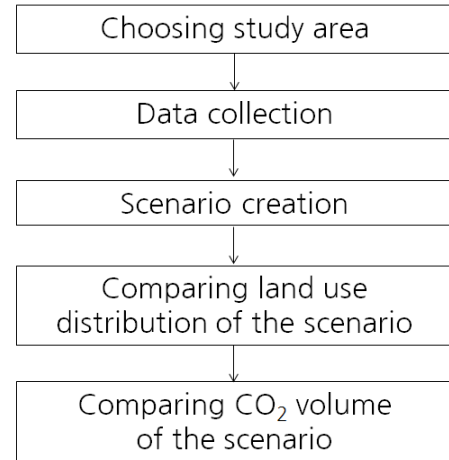 Choosing study area
Data collection
Scenario creation
Comparing land use
distribution of the scenario
Comparing CO₂ volume
of the scenario